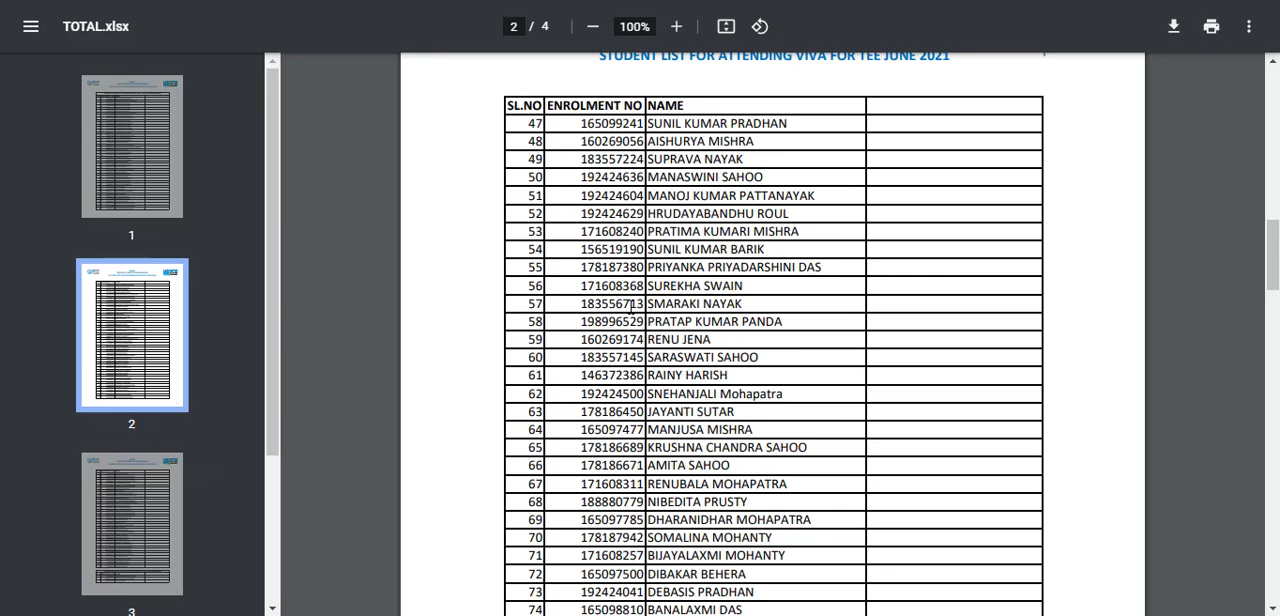 TOTAL.xlsx 2 / 4 100%
STUDENT LIST FOR ATTENDING VIVA FOR TEE JUNE 2021
SL.NO ENROLMENT NO NAME
47 165099241 SUNIL KUMAR PRADHAN
48 160269056 AISHURYA MISHRA
49 183557224 SUPRAVA NAYAK
50 192424636 MANASWINI SAHOO
51 192424604 MANOJ KUMAR PATTANAYAK
52 192424629 HRUDAYABANDHU ROUL
53 171608240 PRATIMA KUMARI MISHRA
54 156519190 SUNIL KUMAR BARIK
55 178187380 PRIYANKA PRIYADARSHINI DAS
56 171608368 SUREKHA SWAIN
57 183556713 SMARAKI NAYAK
58 198996529 PRATAP KUMAR PANDA
59 160269174 RENU JENA
60 183557145 SARASWATI SAHOO
61 146372386 RAINY HARISH
62 192424500 SNEHANJALI Mohapatra
63 178186450 JAYANTI SUTAR
64 165097477 MANJUSA MISHRA
65 178186689 KRUSHNA CHANDRA SAHOO
66 178186671 AMITA SAHOO
67 171608311 RENUBALA MOHAPATRA
68 188880779 NIBEDITA PRUSTY
69 165097785 DHARANIDHAR MOHAPATRA
70 178187942 SOMALINA MOHANTY
71 171608257 BIJAYALAXMI MOHANTY
72 165097500 DIBAKAR BEHERA
73 192424041 DEBASIS PRADHAN
74 165098810 BANALAXMI DAS
1
2
3